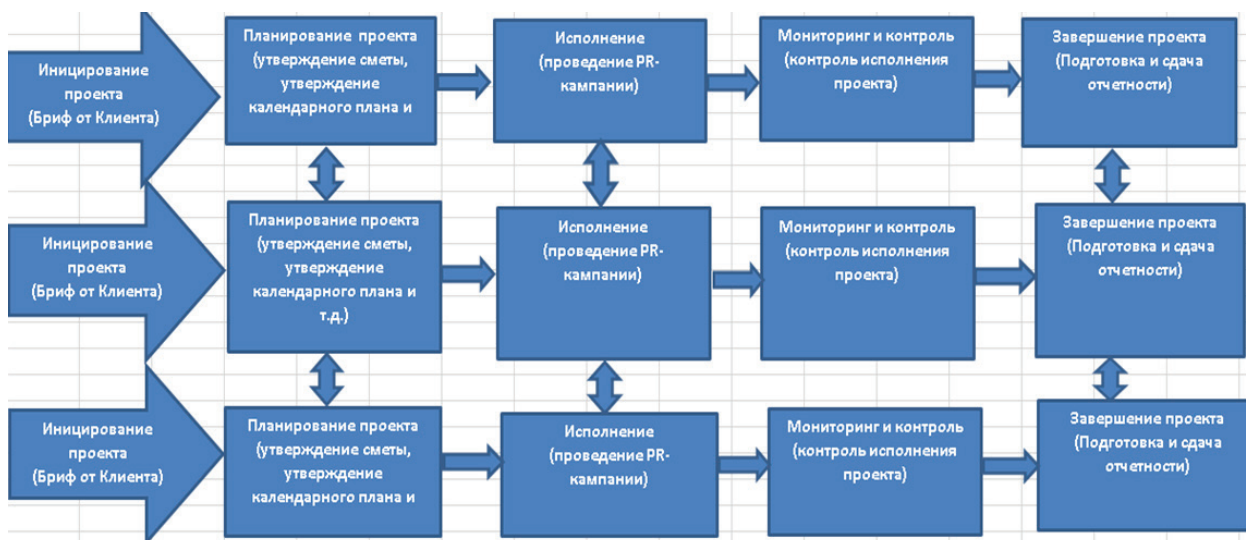 Инициирование
проекта
(Бриф от Клиента)
Планирование проекта
(утверждение сметы,
утверждение
календарного плана и
Исполнение
(проведение PR-
кампании)
Мониторинг и контроль
(контроль исполнения
проекта)
Завершение проекта
(Подготовка и сдача
отчетности)
Инициирование
проекта
(Бриф от Клиента)
Планирование проекта
(утверждение сметы,
утверждение
календарного плана и
т.д.)
Исполнение
(проведение PR-
кампании)
Мониторинг и контроль
(контроль исполнения
проекта)
Завершение проекта
(Подготовка и сдача
отчетности)
Инициирование
проекта
(Бриф от Клиента)
Планирование проекта
(утверждение сметы,
утверждение
календарного плана и
Исполнение
(проведение PR-
кампании)
Мониторинг и контроль
(контроль исполнения
проекта)
Завершение проекта
(Подготовка и сдача
отчетности)